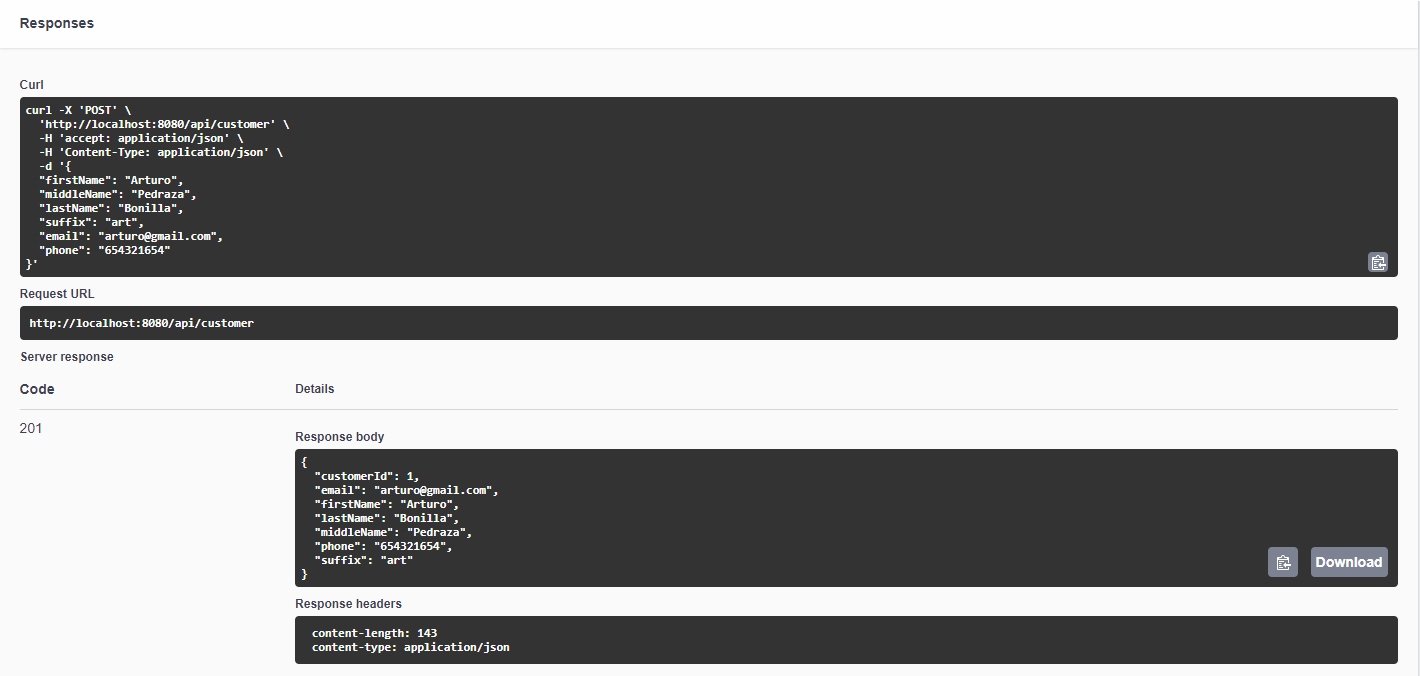 Responses
Curl
curl -X 'POST' \
  'http://localhost:8080/api/customer' \
  -H 'accept: application/json' \
  -H 'Content-Type: application/json' \
  -d '{
  "firstName": "Arturo",
  "middleName": "Pedraza",
  "lastName": "Bonilla",
  "suffix": "art",
  "email": "arturo@gmail.com",
  "phone": "654321654"
}'
Request URL
http://localhost:8080/api/customer
Server response
Code Details
201
Response body
{
  "customerId": 1,
  "email": "arturo@gmail.com",
  "firstName": "Arturo",
  "lastName": "Bonilla",
  "middleName": "Pedraza",
  "phone": "654321654",
  "suffix": "art"
}
Download
Response headers
content-length: 143
content-type: application/json